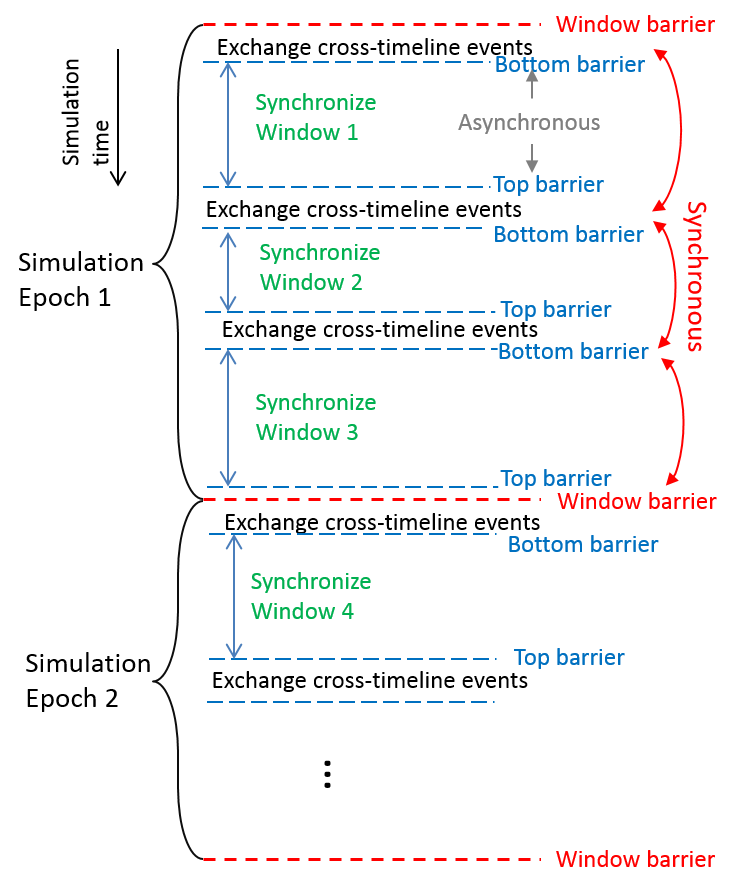 Window barrier
Exchange cross-timeline events
Bottom barrier
Simulation
time
Synchronize
Window 1
Asynchronous
Top barrier
Exchange cross-timeline events
Bottom barrier
Synchronous
Simulation
Epoch 1
Synchronize
Window 2
Top barrier
Exchange cross-timeline events
Bottom barrier
Synchronize
Window 3
Top barrier
Window barrier
Exchange cross-timeline events
Bottom barrier
Synchronize
Window 4
Simulation
Epoch 2
Top barrier
Exchange cross-timeline events
...
Window barrier